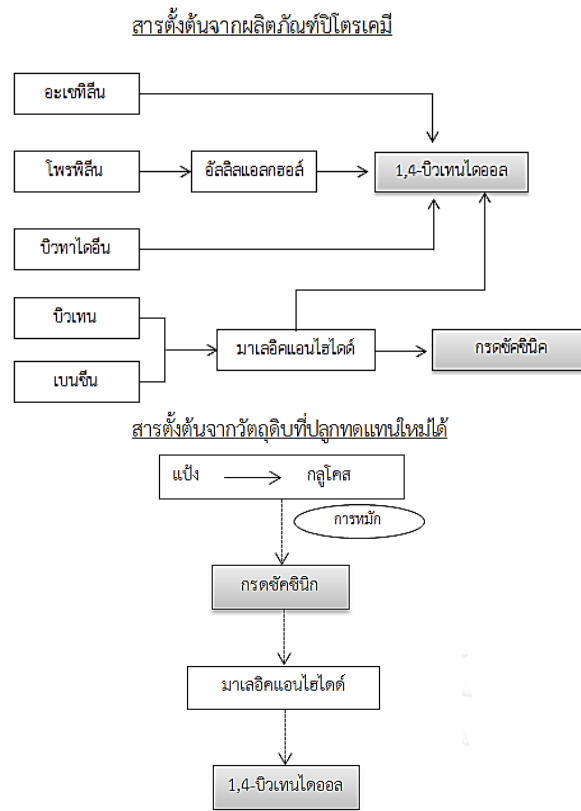 สารตั้งต้นจากผลิตภัณฑ์ปิโตรเคมี
อะเซทิลีน
โพรพิลีน
อัลลิลแอลกฮอล์
1,4-บิวเทนไดออล
บิวทาไดอีน
บิวเทน
มาเลอิคแอนไฮไดด์
กรดซัคซินิค
เบนซีน
สารตั้งต้นจากวัตถุดิบที่ปลูกทดแทนใหม่ได้
แป้ง
กลูโคส
การหมัก
กรดซัคซินิก
มาเลอิคแอนไฮไดด์
1,4-บิวเทนไดออล